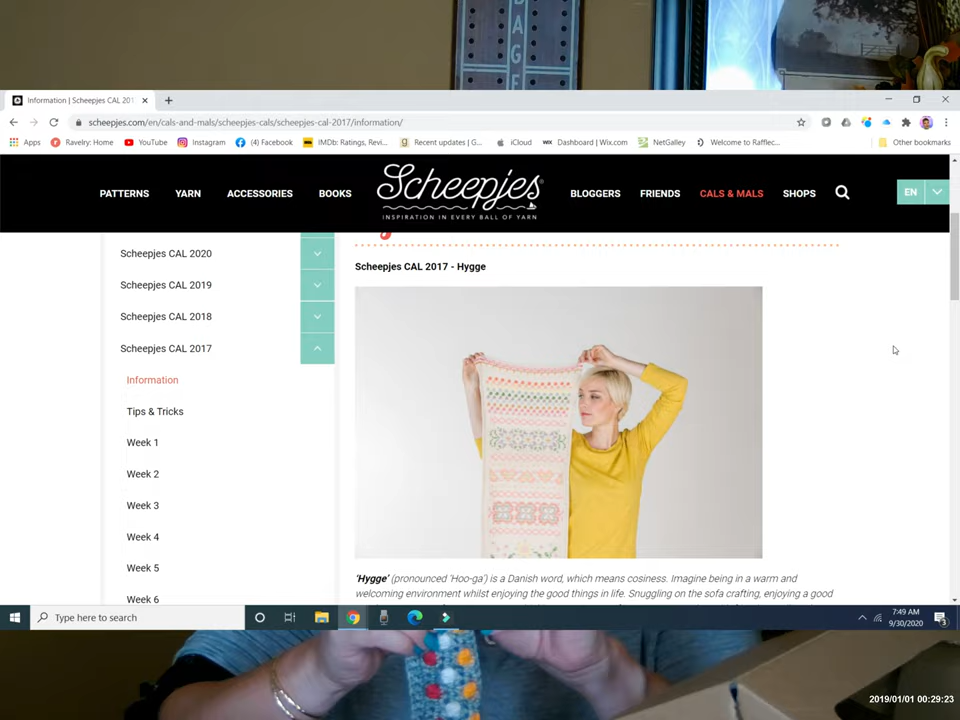 D
A
G
E
Information | Scheepjes CAL 201
scheepjes.com/en/cals-and-mals/scheepjes-cals/scheepjes-cal-2017/information/
Apps Ravelry: Home YouTube Instagram (4) Facebook IMDb: Ratings, Revi... Recent updates | G... iCloud Dashboard | Wix.com NetGalley Welcome to Rafflec... Other bookmarks
PATTERNS YARN ACCESSORIES BOOKS Scheepjes BLOGGERS FRIENDS CALS & MALS SHOPS EN
INSPIRATION IN EVERY BALL OF YARN
Scheepjes CAL 2020
Scheepjes CAL 2019
Scheepjes CAL 2018
Scheepjes CAL 2017
Information
Tips & Tricks
Week 1
Week 2
Week 3
Week 4
Week 5
Week 6
Scheepjes CAL 2017 - Hygge
'Hygge' (pronounced 'Hoo-ga') is a Danish word, which means cosiness. Imagine being in a warm and
welcoming environment whilst enjoying the good things in life. Snuggling on the sofa crafting, enjoying a good
Type here to search
7:49 AM
9/30/2020
3
2019/01/01 00:29:23